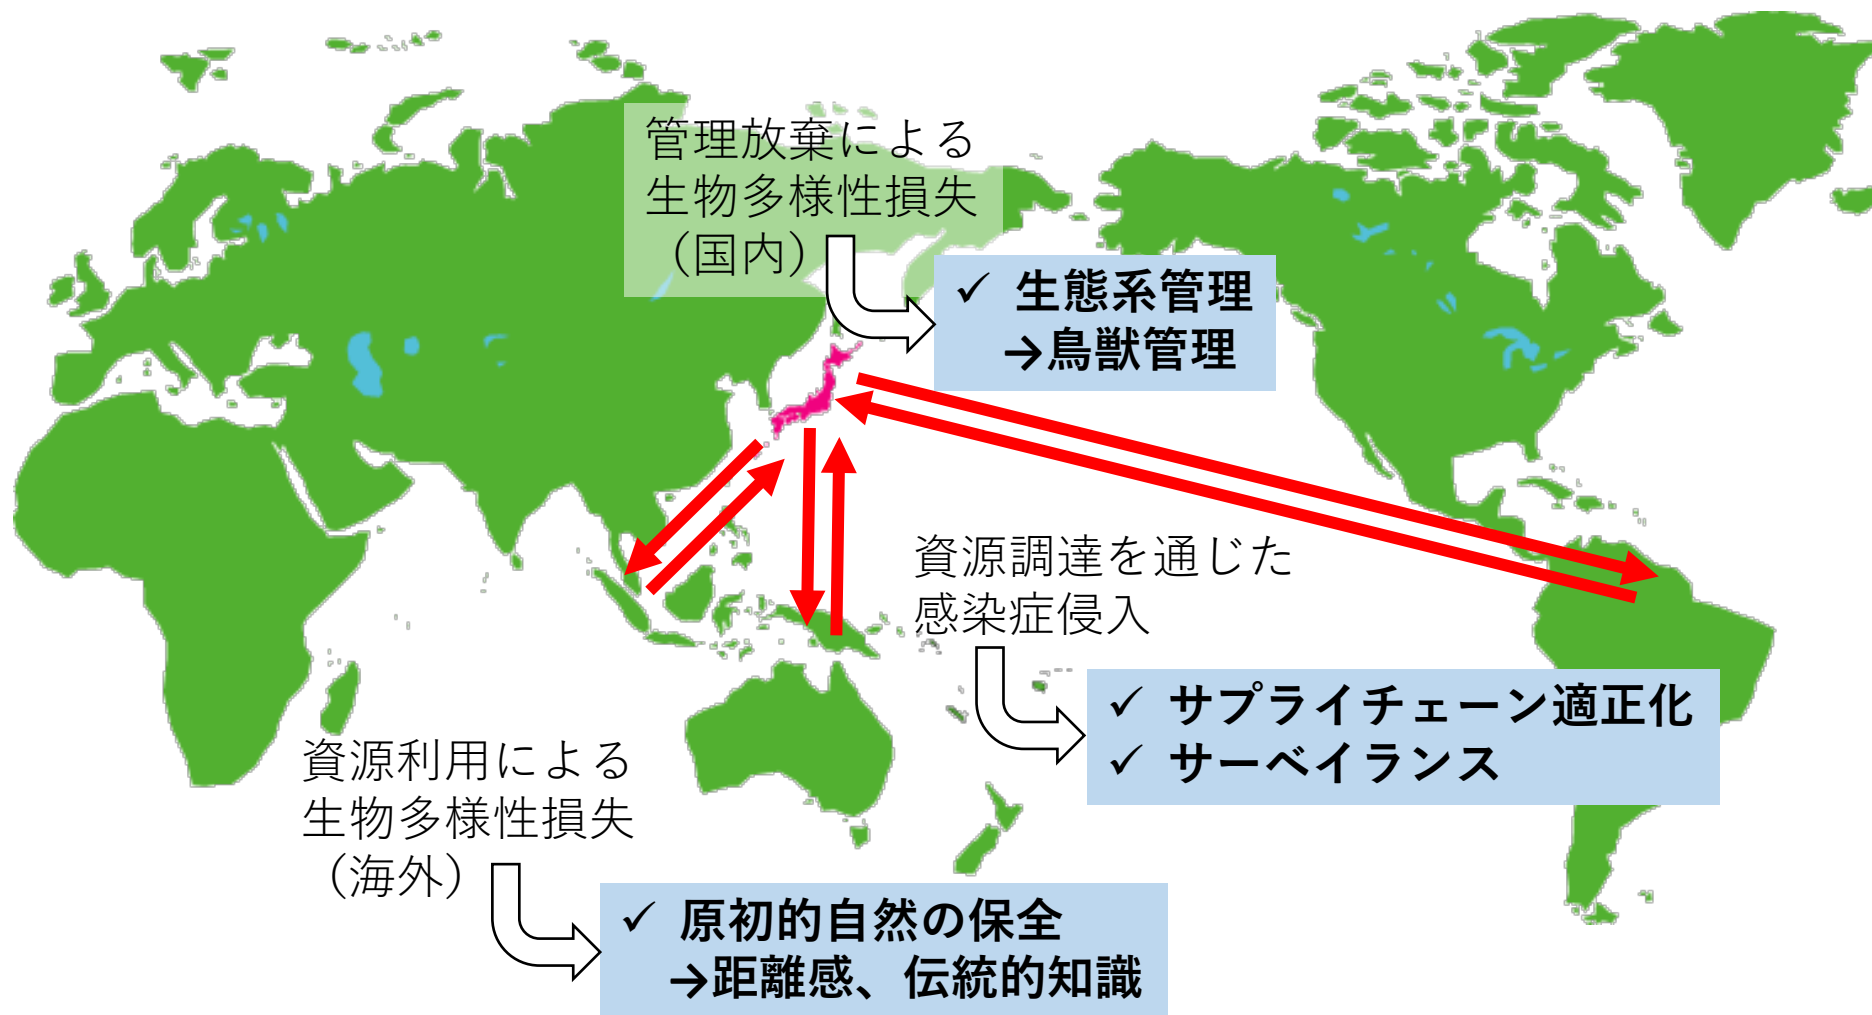 管理放棄による
生物多様性損失
（国内）
✓ 生態系管理
→鳥獣管理
資源調達を通じた
感染症侵入
✓ サプライチェーン適正化
✓ サーベイランス
資源利用による
生物多様性損失
（海外）
✓ 原初的自然の保全
→距離感、伝統的知識